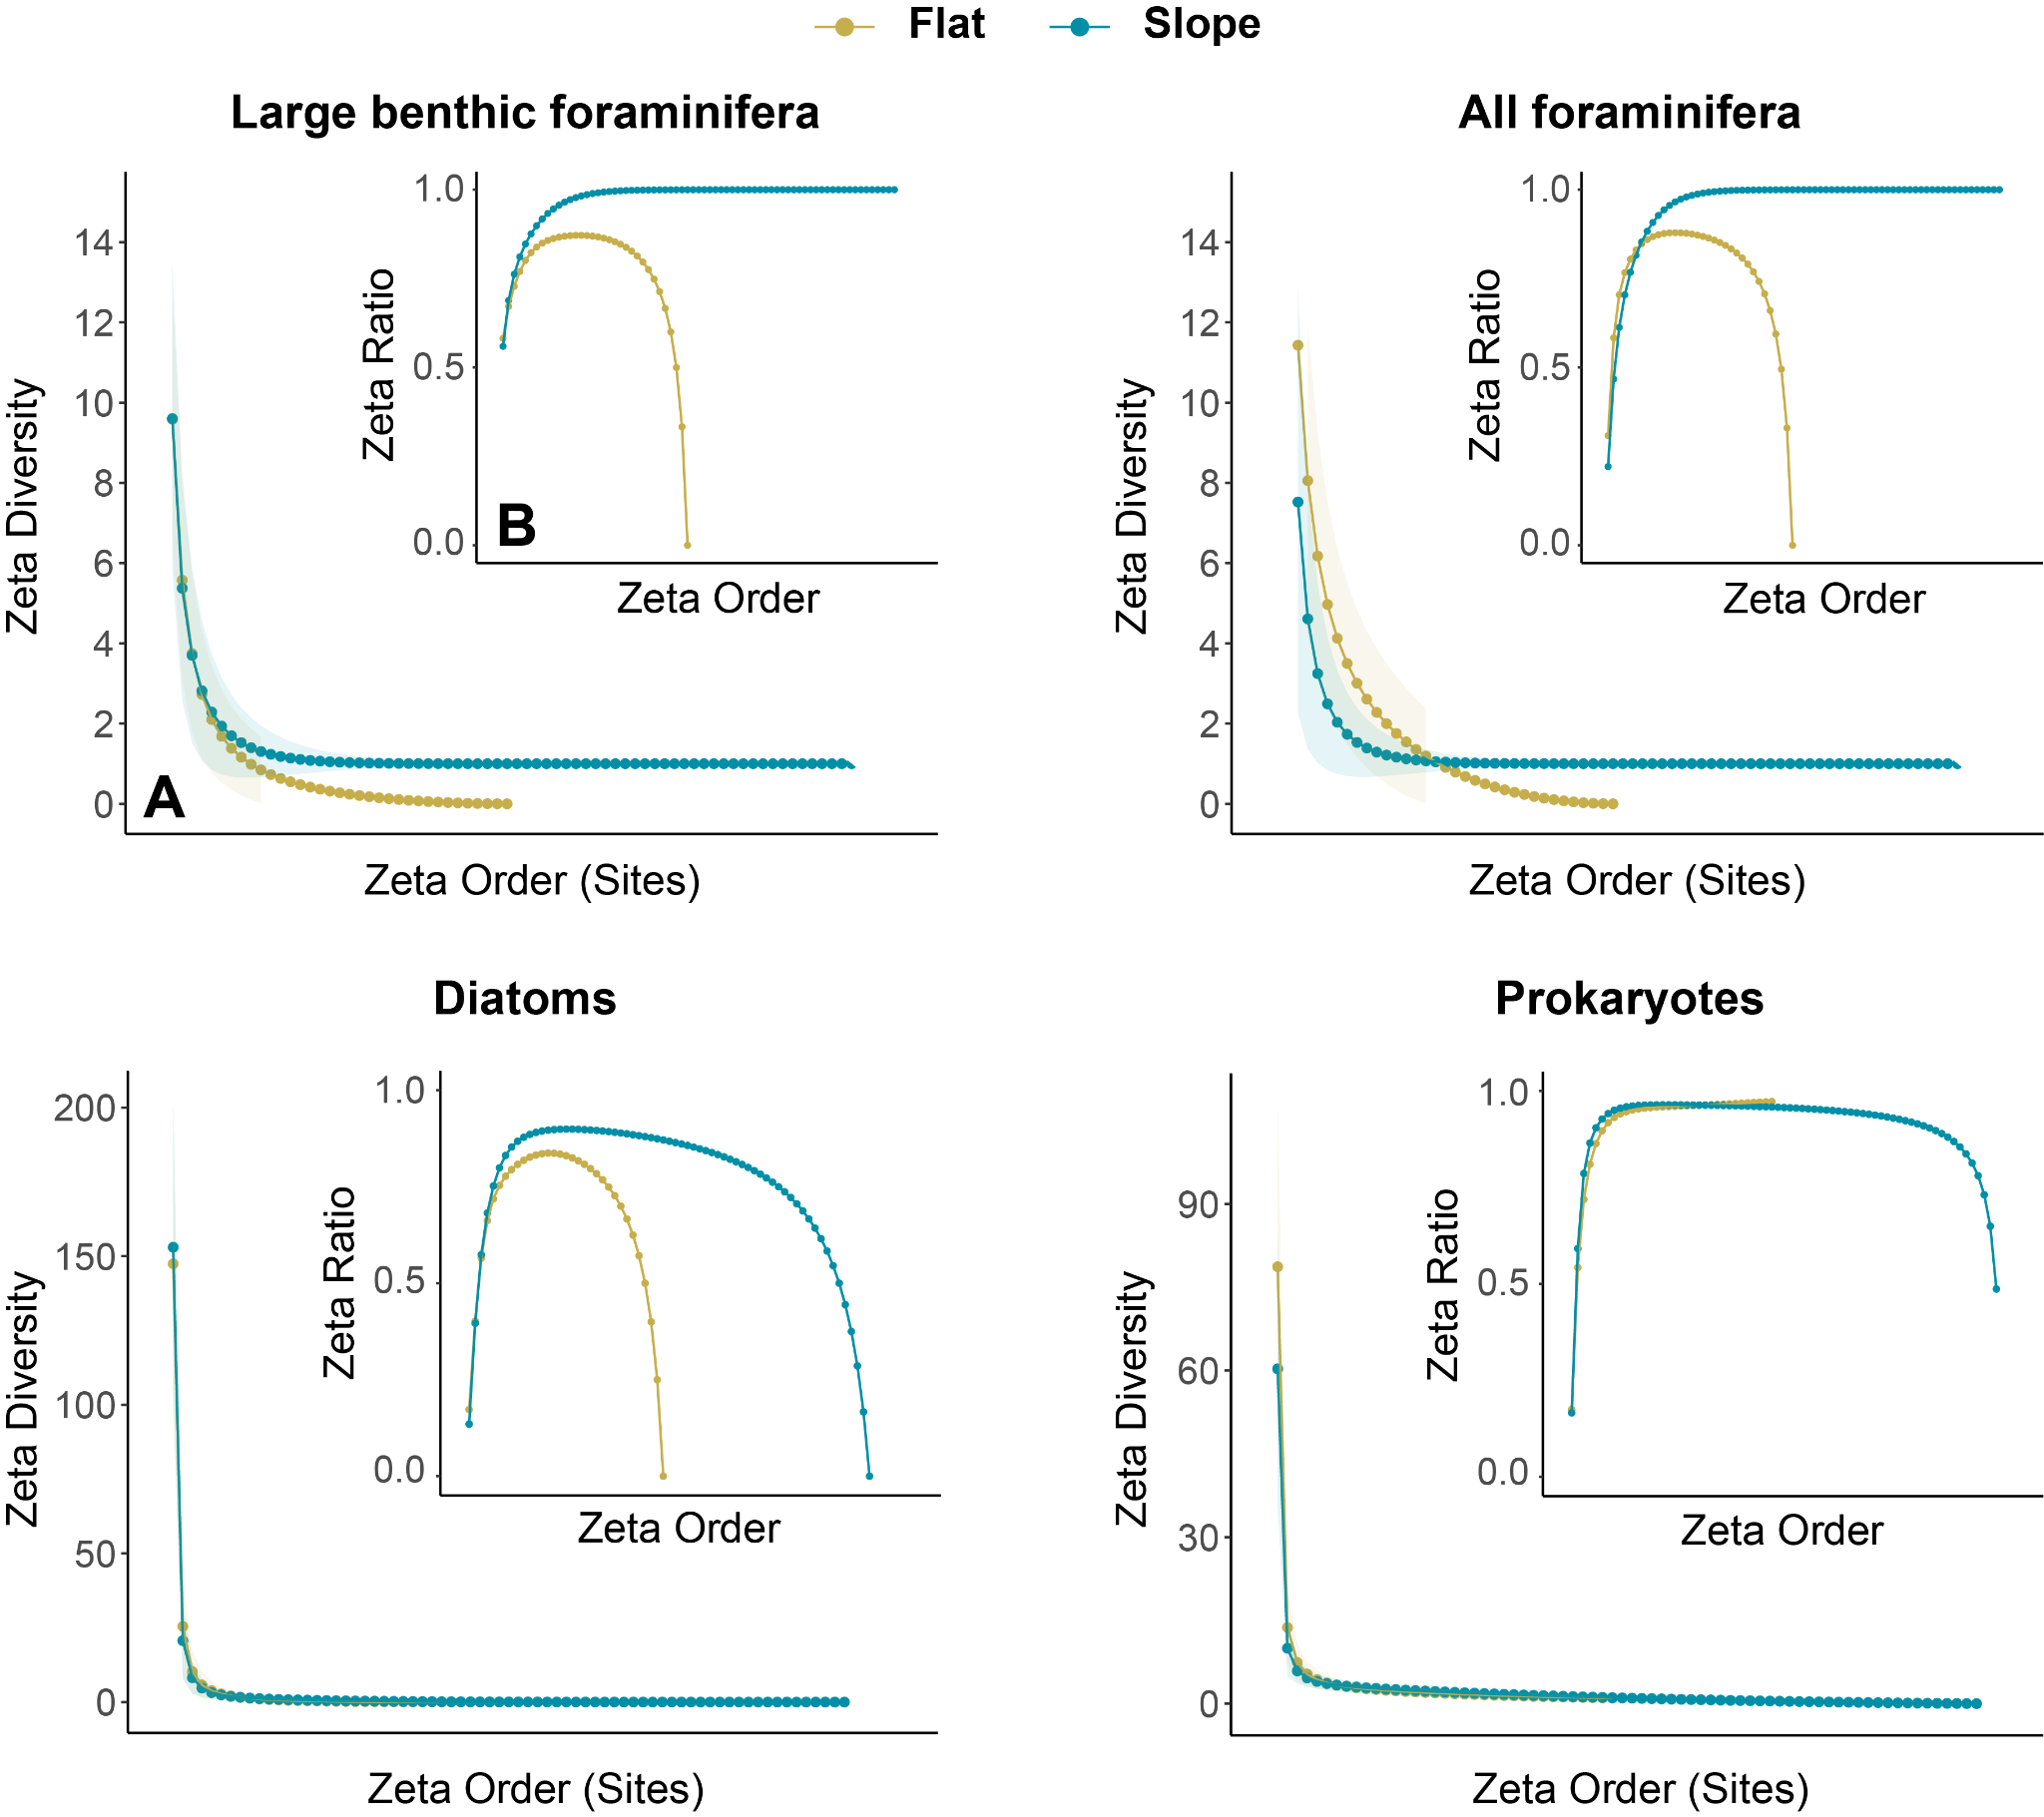 Flat Slope
Large benthic foraminifera
14
12
10
8
6
4
2
0
Zeta Diversity
A
Zeta Order (Sites)
1.0
0.5
0.0
Zeta Ratio
B
Zeta Order
All foraminifera
14
12
10
8
6
4
2
0
Zeta Diversity
Zeta Order (Sites)
1.0
0.5
0.0
Zeta Ratio
Zeta Order
Diatoms
200
150
100
50
0
Zeta Diversity
Zeta Order (Sites)
1.0
0.5
0.0
Zeta Ratio
Zeta Order
Prokaryotes
90
60
30
0
Zeta Diversity
Zeta Order (Sites)
1.0
0.5
0.0
Zeta Ratio
Zeta Order